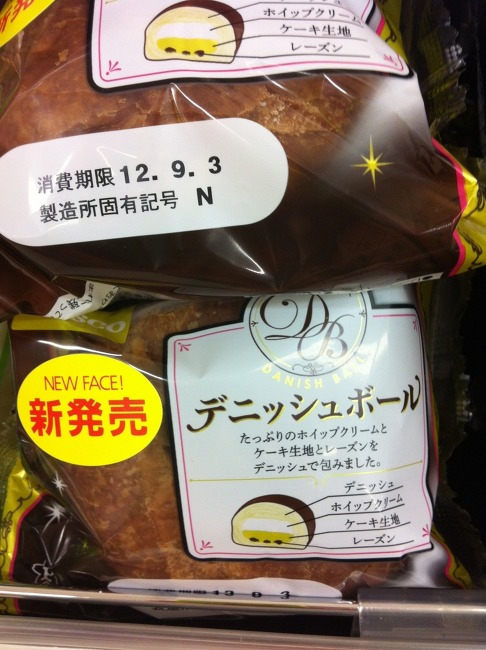 ホイップクリーム
ケーキ生地
レーズン
消費期限 12. 9. 3
製造所固有記号 N
DB
DANISH BALL
NEW FACE!
新発売
デニッシュボール
たっぷりのホイップクリームと
ケーキ生地とレーズンを
デニッシュで包みました。
デニッシュ
ホイップクリーム
ケーキ生地
レーズン